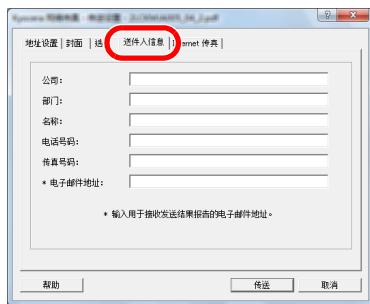 地址设置 封面 送件人信息 Internet 传真
公司:
部门:
名称:
电话号码:
传真号码:
* 电子邮件地址:
* 输入用于接收发送结果报告的电子邮件地址。
帮助 传送 取消